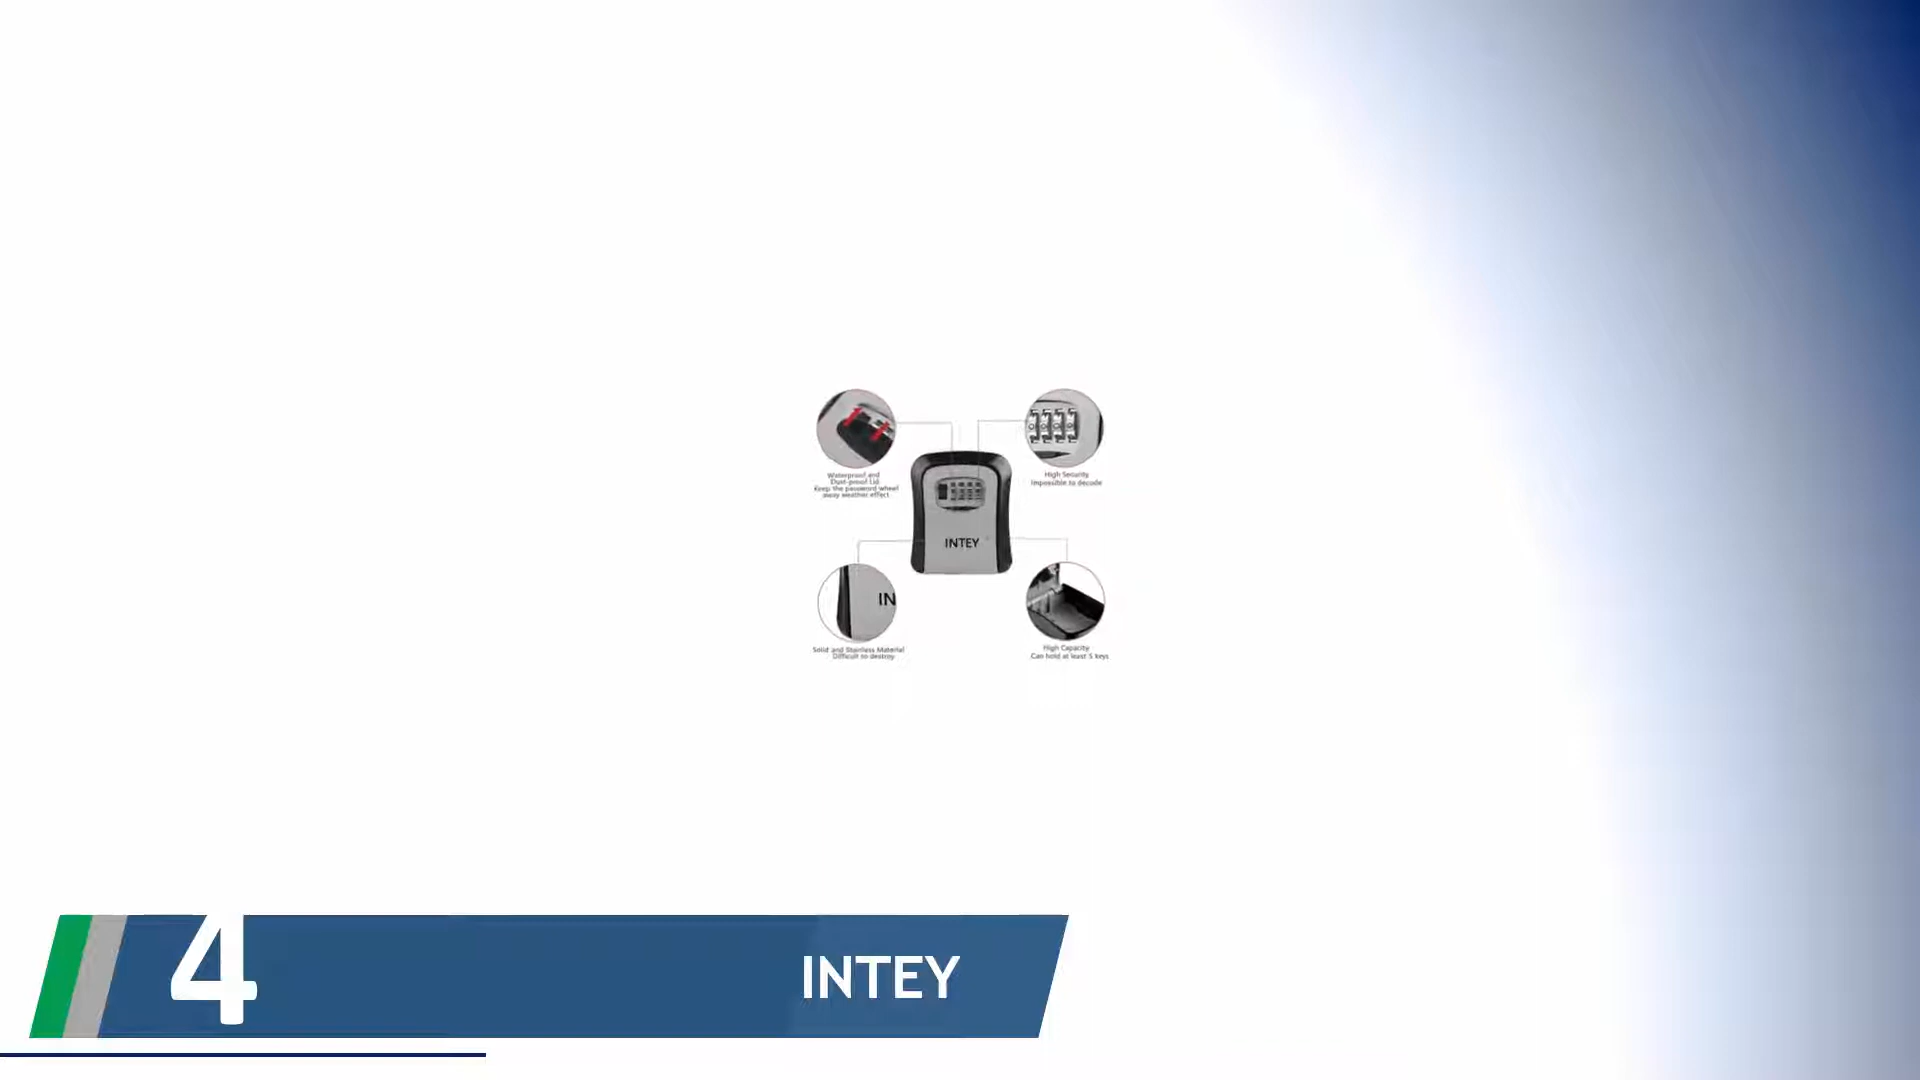 Waterproof and
Dust-proof Lid
Keep the password wheel
away weather effect
High Security
Impossible to decode
INTEY
IN
Solid and Stainless Material
Difficult to destroy
High Capacity
Can hold at least 5 keys
4
INTEY